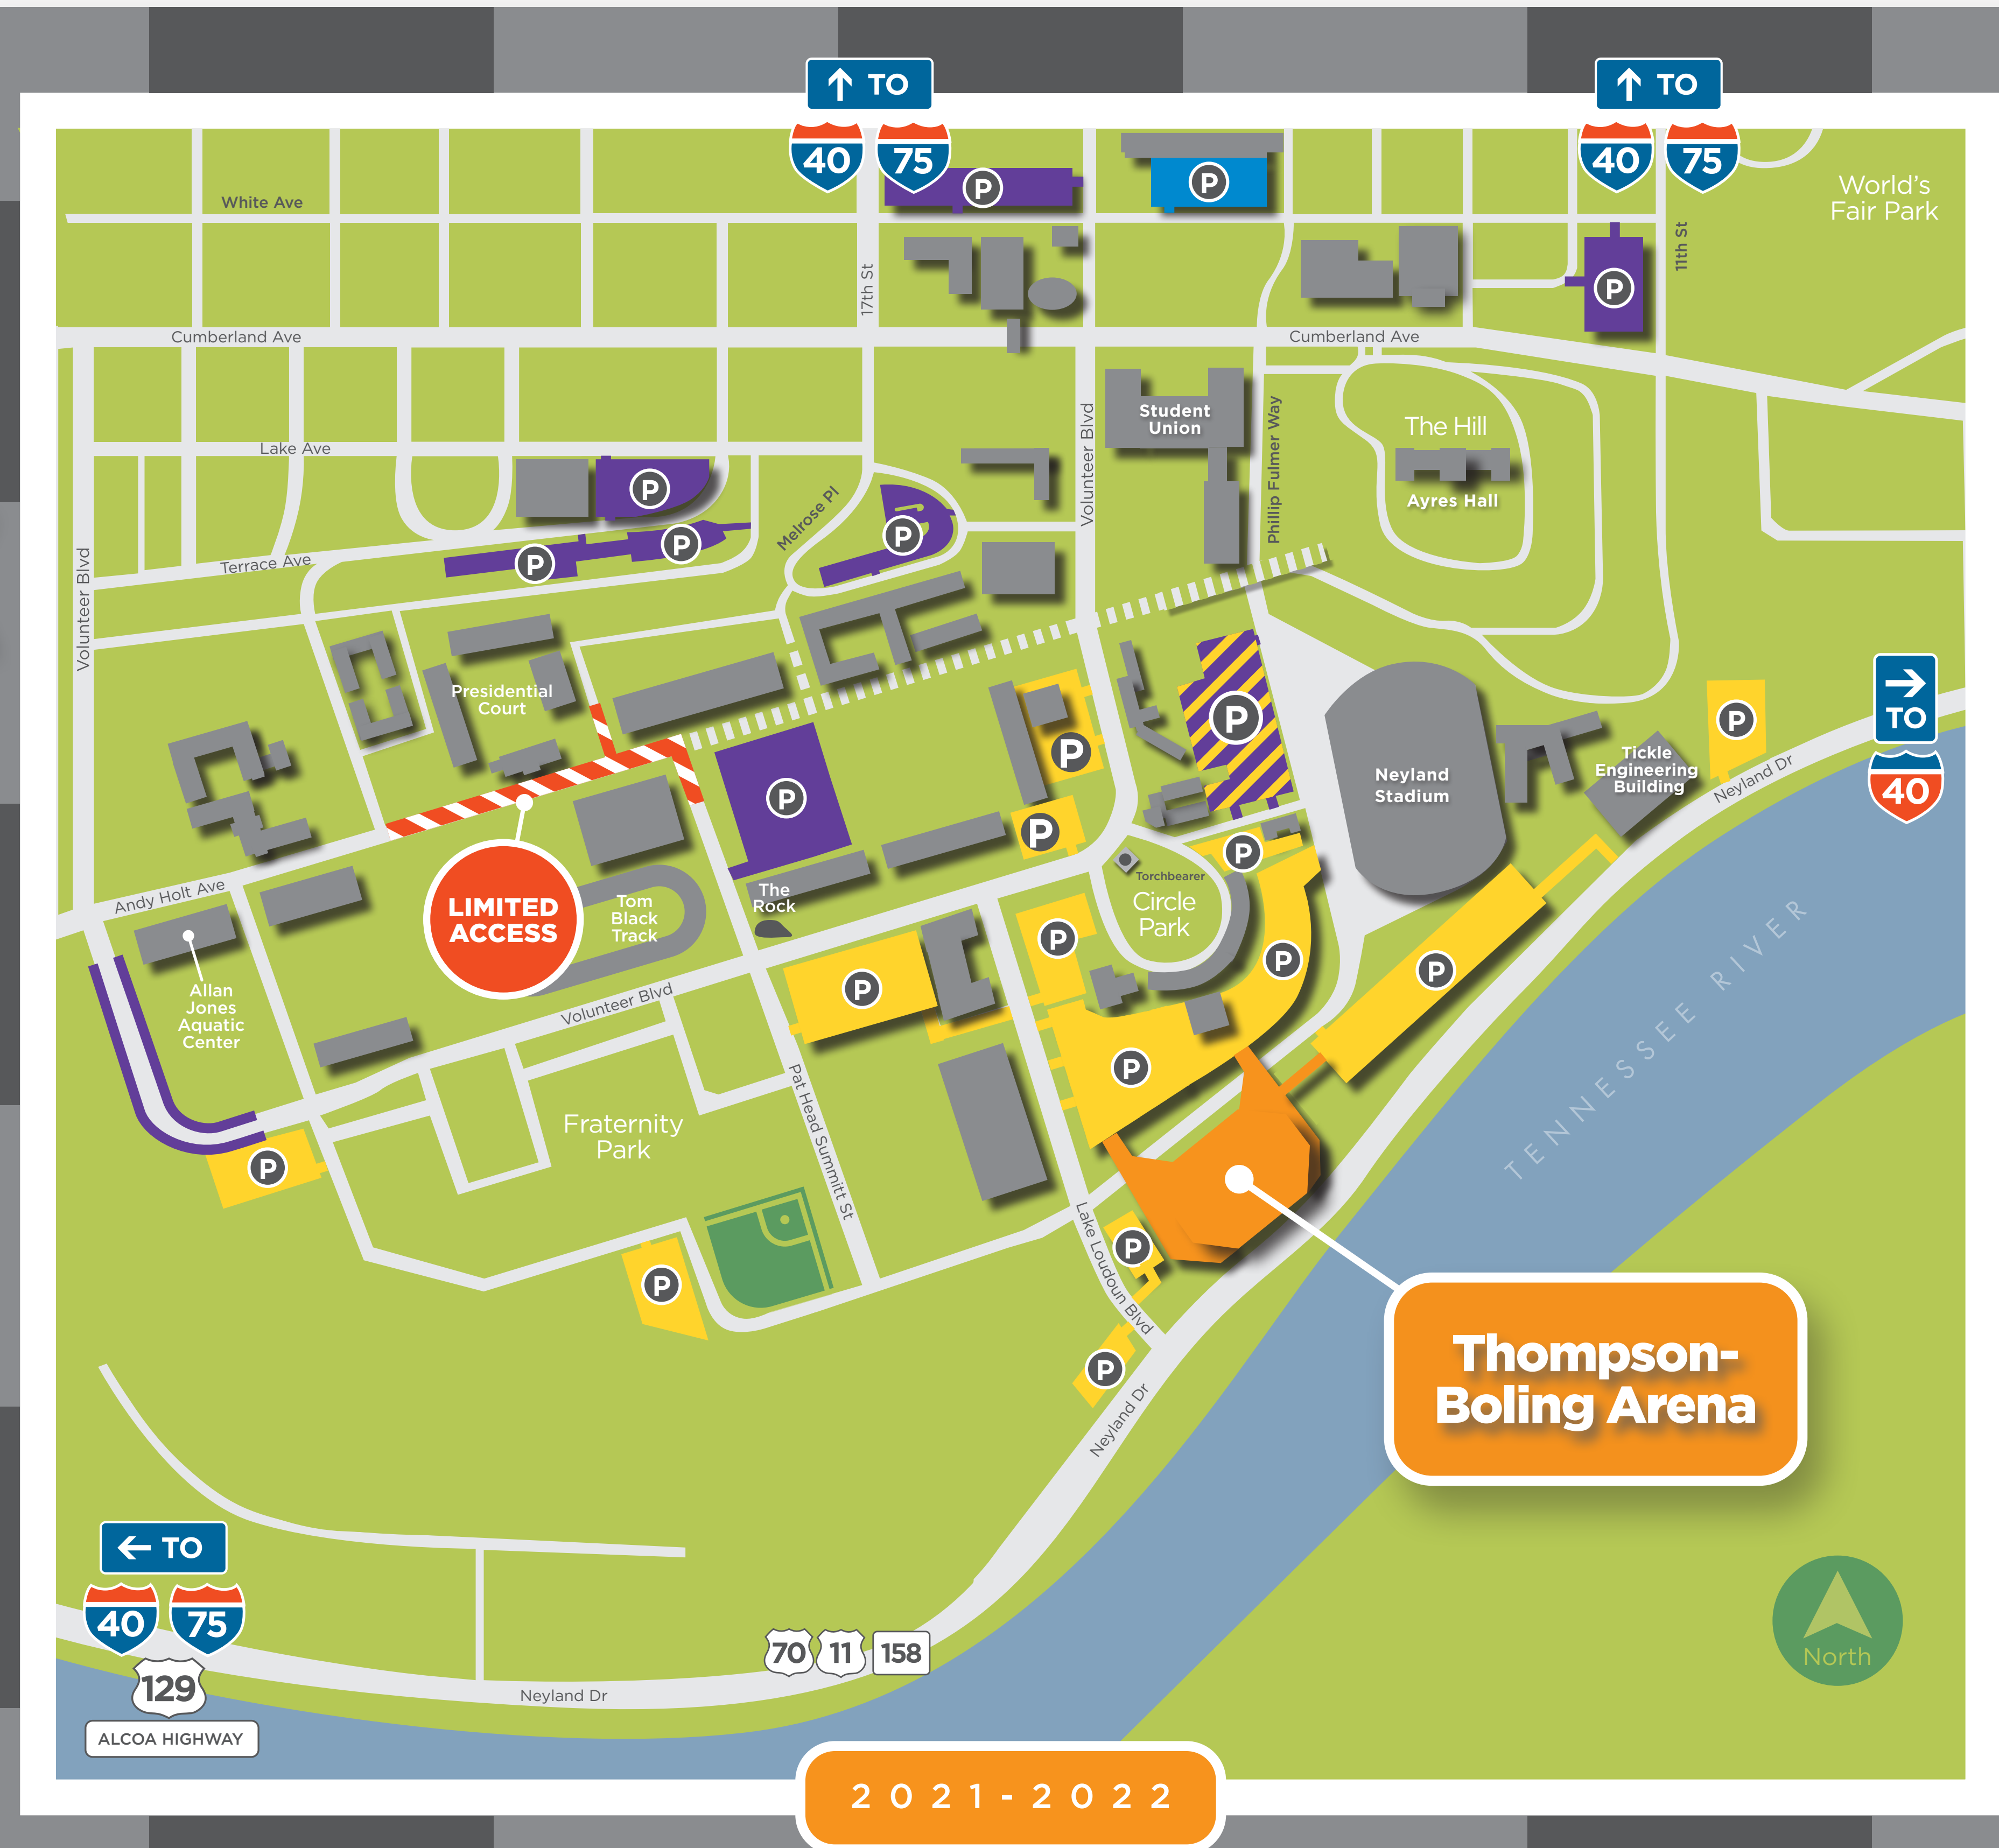 ↑ TO
40 75
↑ TO
40 75
World's
Fair Park
White Ave
P
P
P
11th St
17th St
Cumberland Ave
Cumberland Ave
Student
Union
Volunteer Blvd
Phillip Fulmer Way
The Hill
Ayres Hall
Lake Ave
P
P
P
Melrose Pl
P
Terrace Ave
Volunteer Blvd
Presidential
Court
P
P
P
P
P
P
Neyland
Stadium
Tickle
Engineering
Building
P
Neyland Dr
→
TO
40
Andy Holt Ave
LIMITED
ACCESS
Tom
Black
Track
The
Rock
Torchbearer
Circle
Park
P
P
P
P
P
TENNESSEE RIVER
Allan
Jones
Aquatic
Center
Volunteer Blvd
Pat Head Summitt St
Fraternity
Park
P
P
P
P
Lake Loudoun Blvd
Thompson-
Boling Arena
Neyland Dr
← TO
40 75
129
ALCOA HIGHWAY
70 11 158
Neyland Dr
North
2021-2022